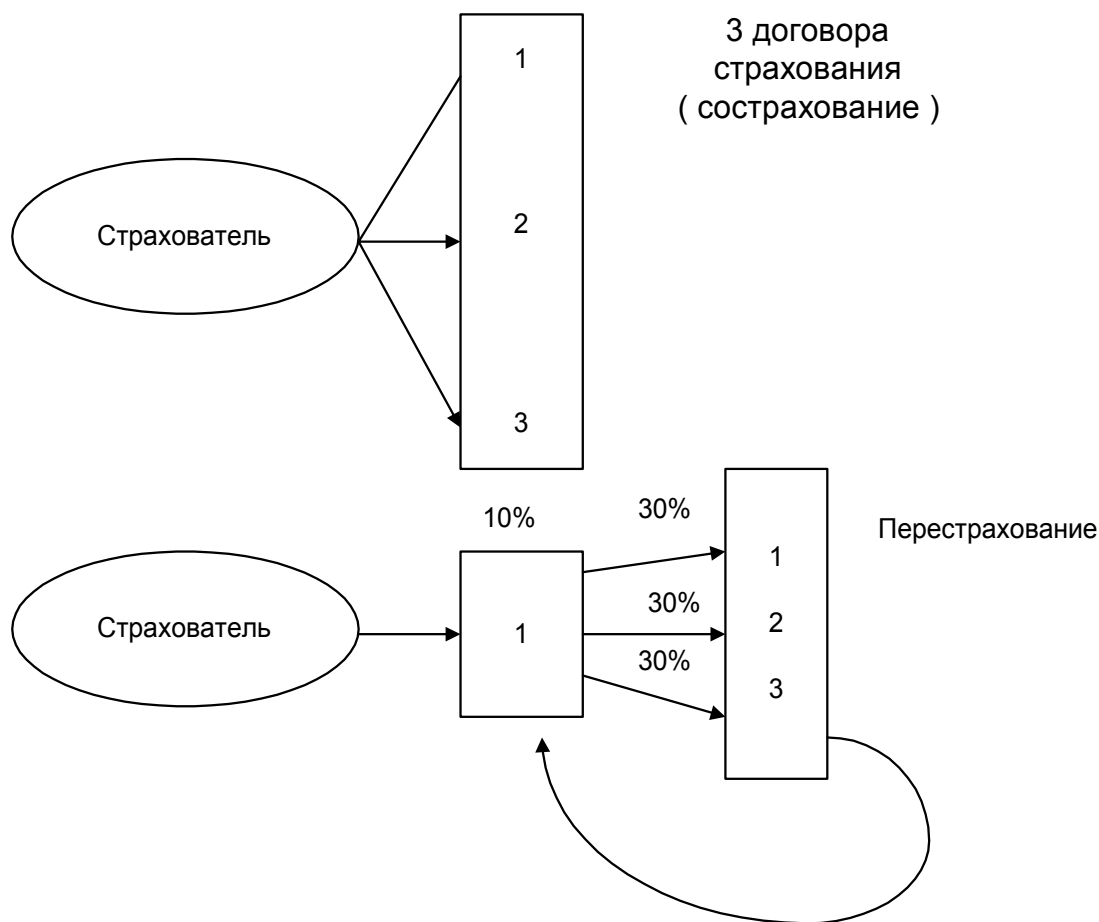 3 договора
страхования
( сострахование )
1
Страхователь
2
3
10%
30%
Перестрахование
1
30%
Страхователь
1
2
30%
3